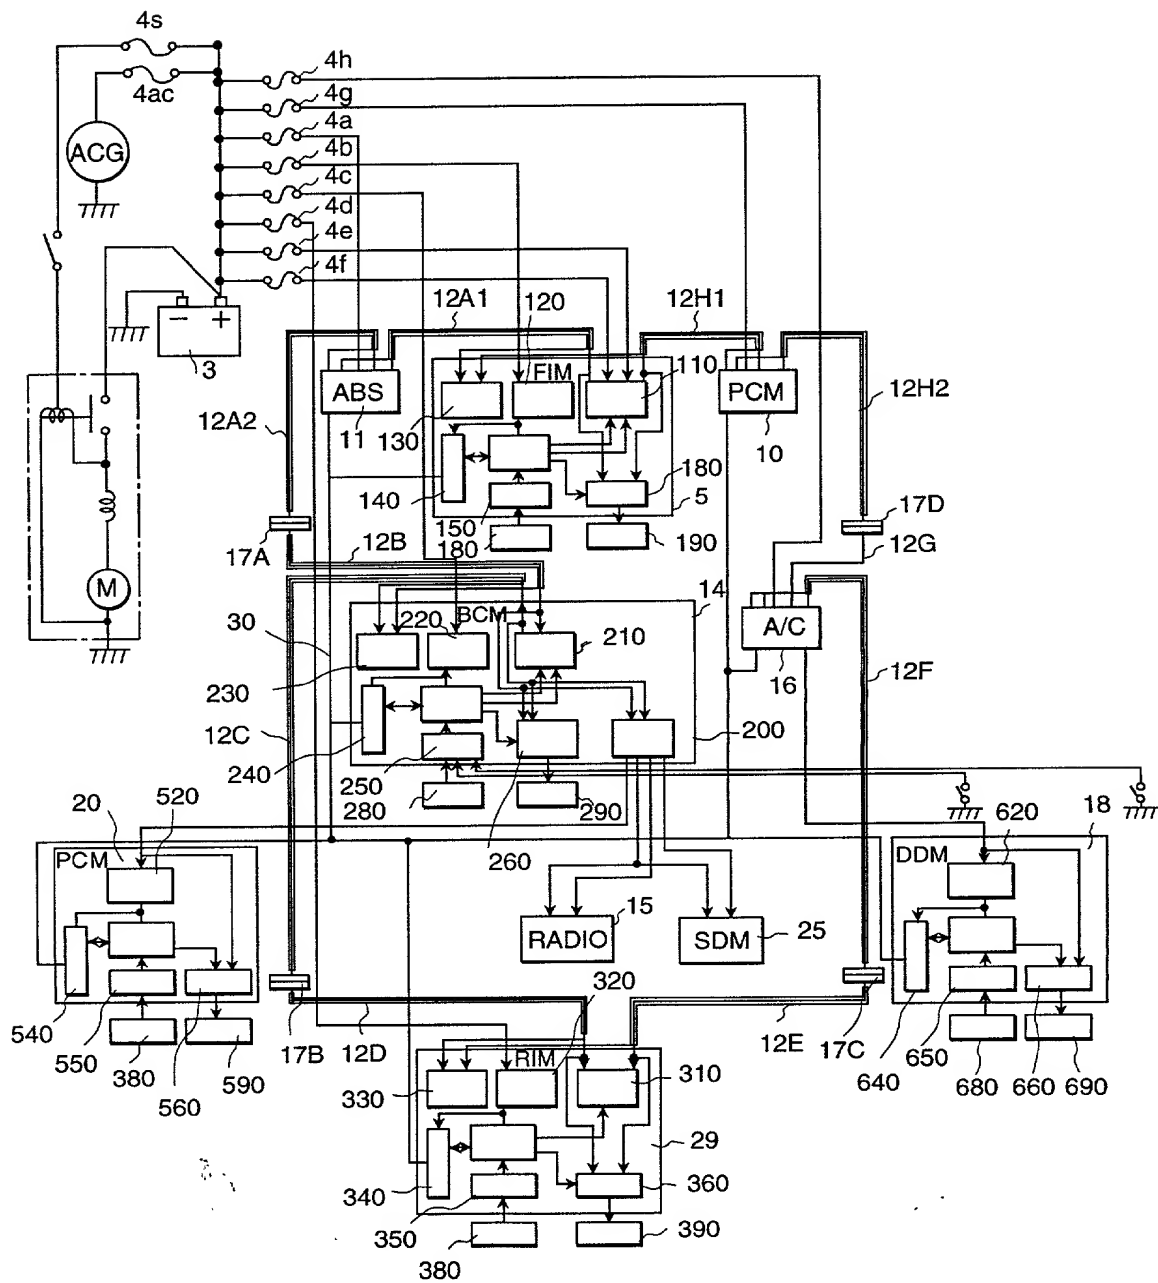 4s
4ac
4h
4g
4a
4b
4c
4d
4e
4f
ACG
− +
3
12A1
120
12H1
FIM
110
ABS
PCM
12A2
11
130
10
12H2
M
140
150
180
180
5
17D
17A
12B
190
12G
30
220
BCM
14
A/C
210
16
12F
230
12C
200
240
250
280
290
260
20
520
620
18
PCM
DDM
15
RADIO
SDM
25
320
540
550
380
560
590
17B
12D
12E
17C
640
650
680
660
690
RIM
330
310
29
340
350
360
380
390